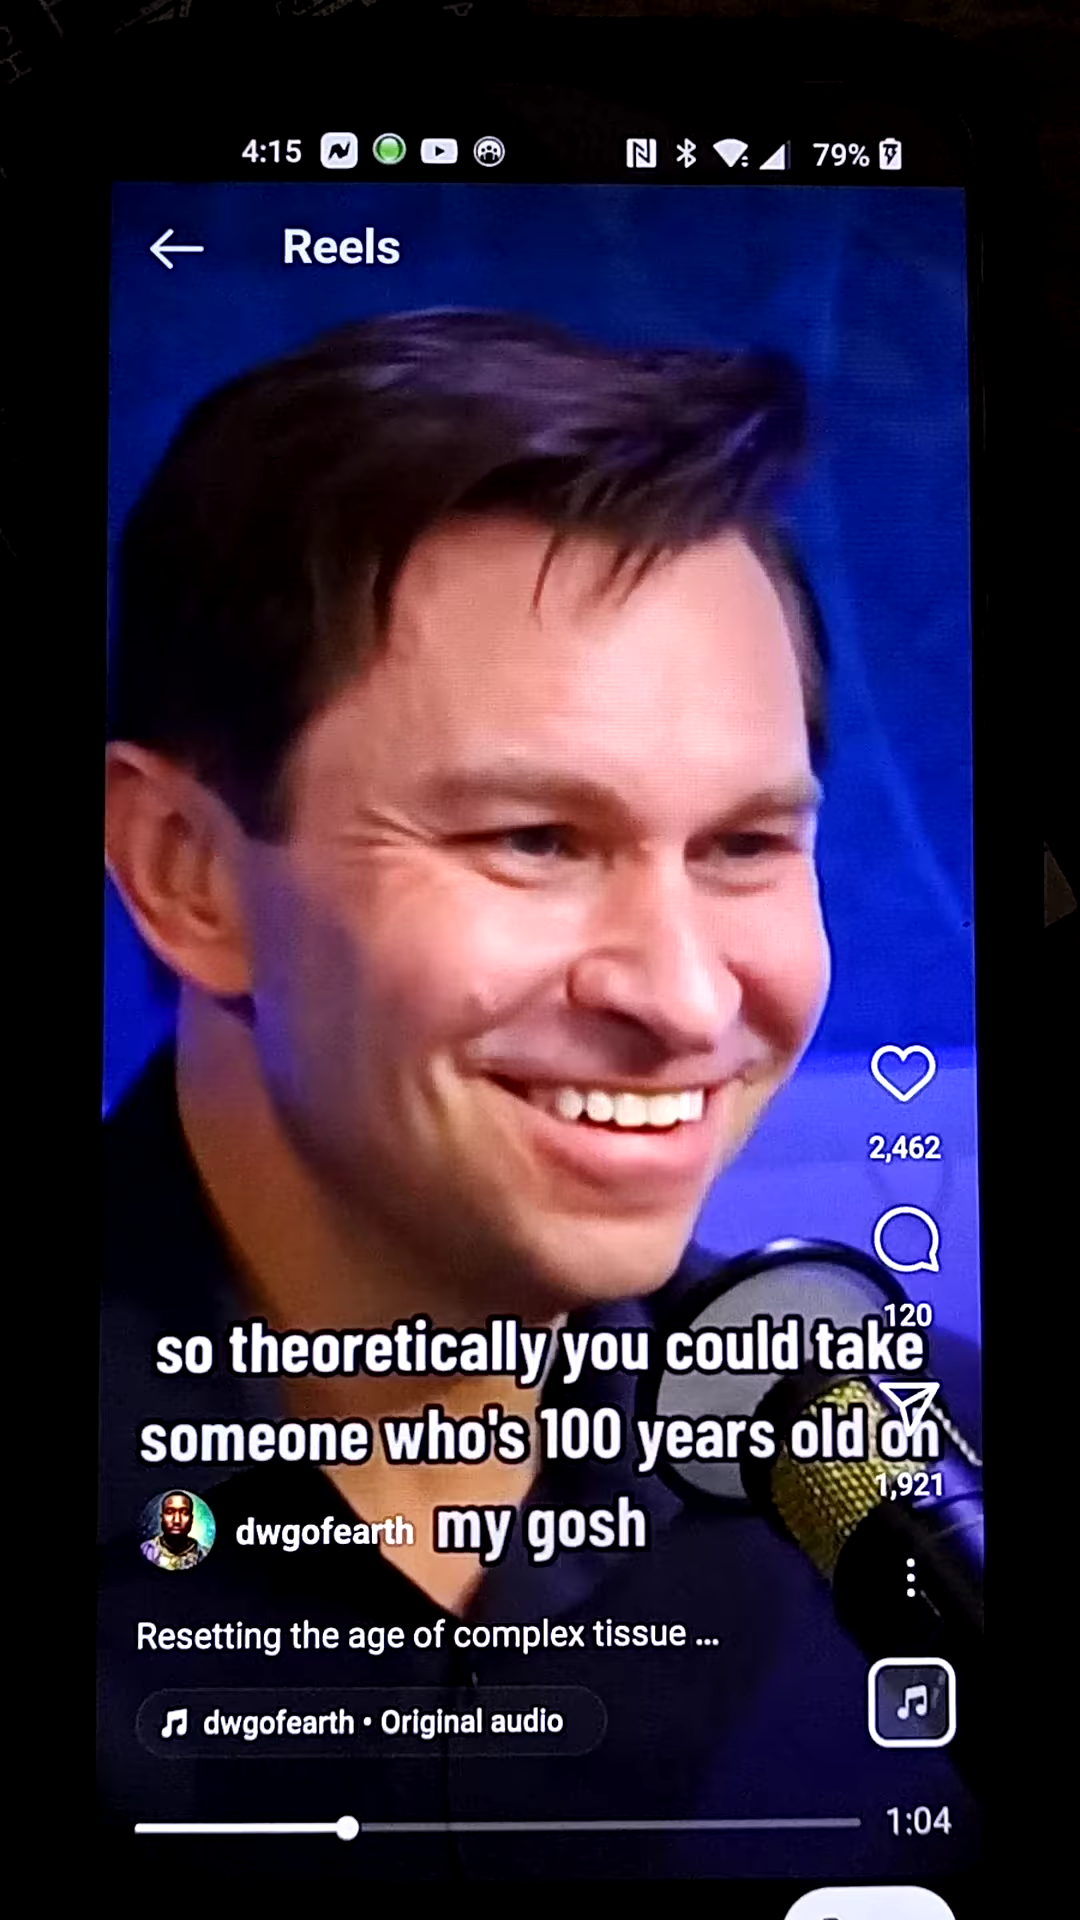 4:15
79%
Reels
2,462
120
so theoretically you could take
someone who's 100 years old oh
1,921
my gosh
dwgofearth
Resetting the age of complex tissue ...
dwgofearth • Original audio
1:04